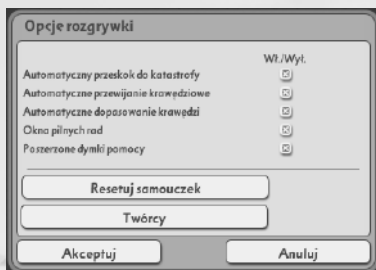 Opcje rozgrywki
Wł./Wył.
Automatyczny przeskok do katastrofy
Automatyczne przewijanie krawędziowe
Automatyczne dopasowanie krawędzi
Okna pilnych rad
Poszerzone dymki pomocy
Resetuj samouczek
Twórcy
Akceptuj
Anuluj